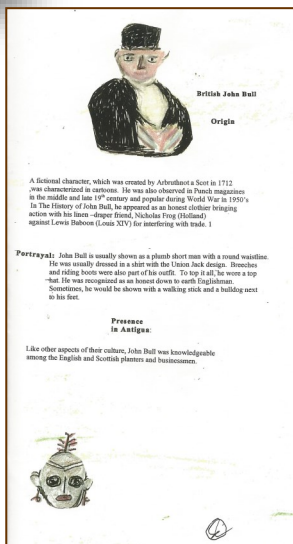 British John Bull
Origin
A fictional character, which was created by Arbruthnot a Scot in 1712
,was characterized in cartoons. He was also observed in Punch magazines
in the middle and late 19th century and popular during World War in 1950's
In The History of John Bull, he appeared as an honest clothier bringing
action with his linen –draper friend, Nicholas Frog (Holland)
against Lewis Baboon (Louis XIV) for interfering with trade. 1
Portrayal: John Bull is usually shown as a plumb short man with a round waistline.
He was usually dressed in a shirt with the Union Jack design. Breeches
and riding boots were also part of his outfit. To top it all, he wore a top
hat. He was recognized as an honest down to earth Englishman.
Sometimes, he would be shown with a walking stick and a bulldog next
to his feet.
Presence
in Antigua:
Like other aspects of their culture, John Bull was knowledgeable
among the English and Scottish planters and businessmen.